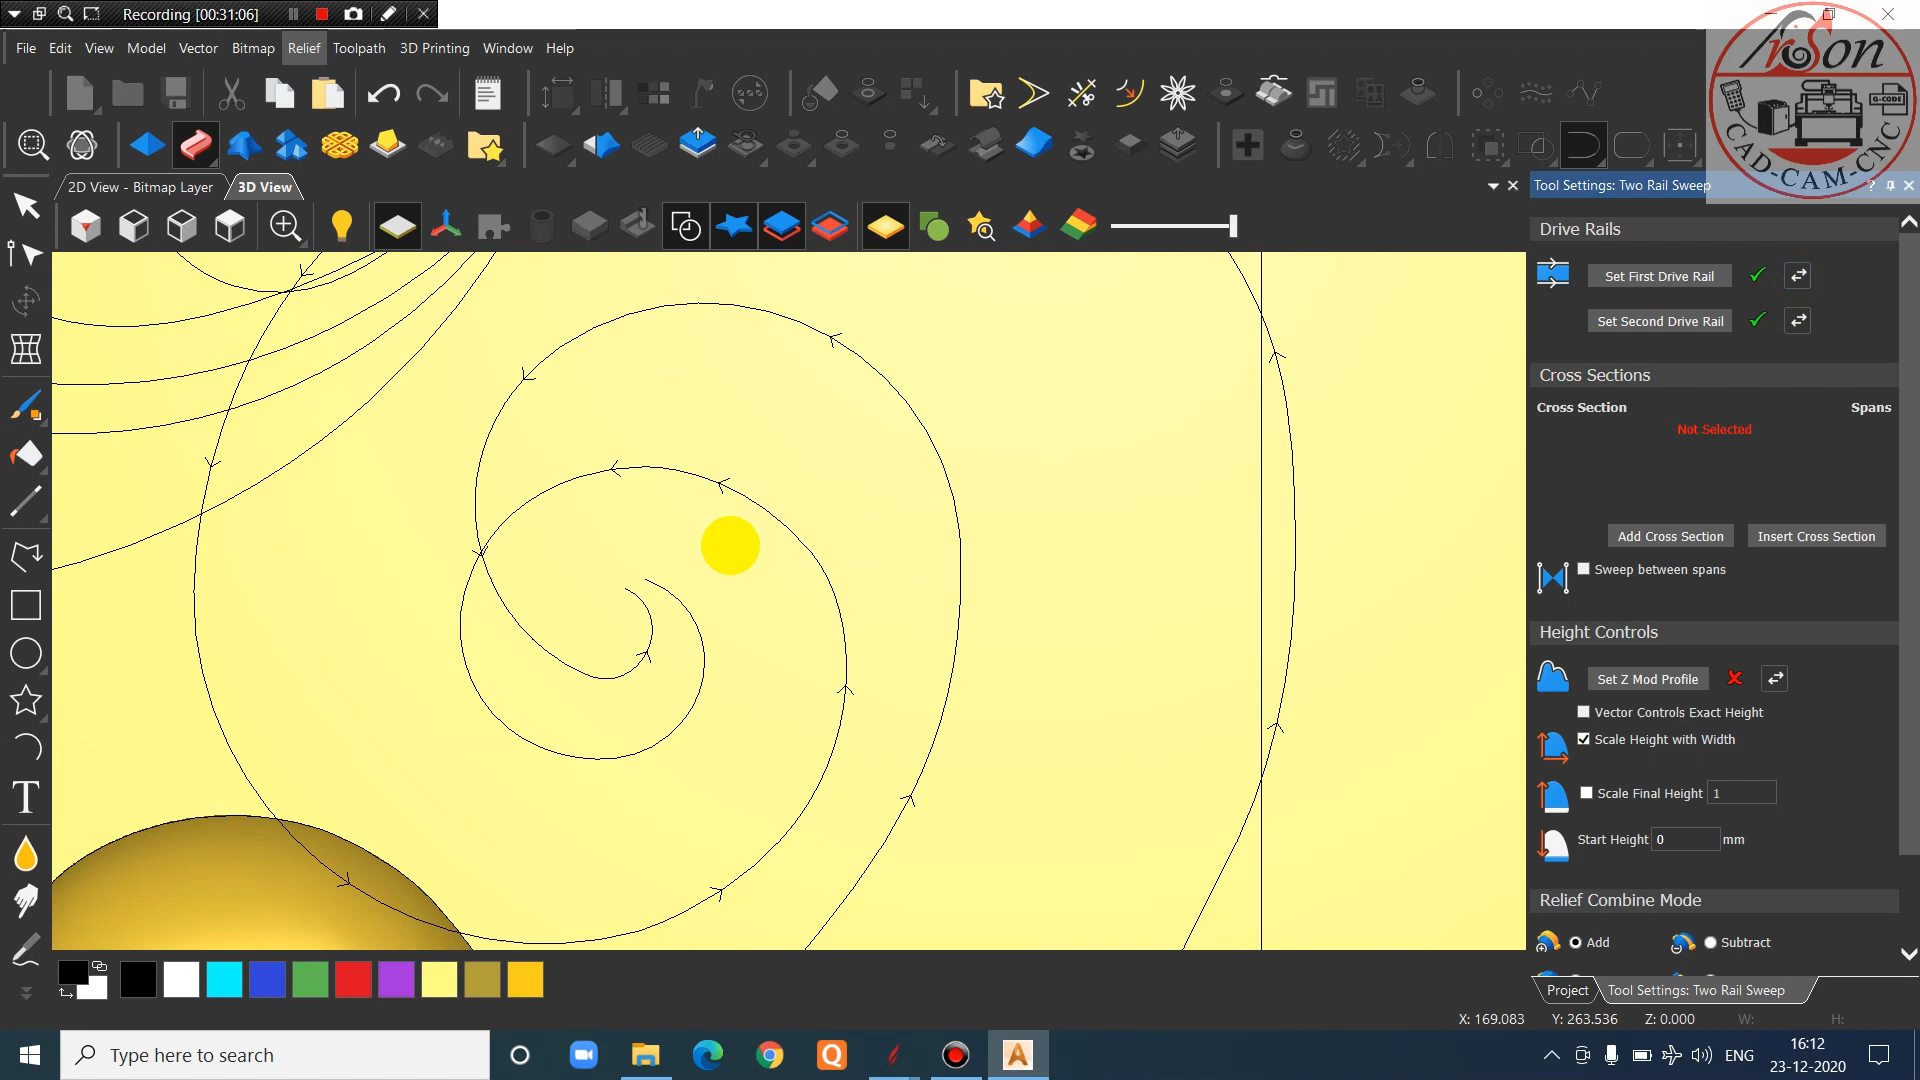 Recording [00:31:06]
File Edit View Model Vector Bitmap Relief Toolpath 3D Printing Window Help
ArSon
G-CODE
CAD-CAM-CNC
2D View - Bitmap Layer
3D View
Tool Settings: Two Rail Sweep
Drive Rails
Set First Drive Rail
Set Second Drive Rail
Cross Sections
Cross Section Spans
Not Selected
Add Cross Section Insert Cross Section
Sweep between spans
Height Controls
Set Z Mod Profile
Vector Controls Exact Height
Scale Height with Width
Scale Final Height 1
Start Height 0 mm
Relief Combine Mode
Add Subtract
Project Tool Settings: Two Rail Sweep
X: 169.083 Y: 263.536 Z: 0.000 W: H:
Type here to search
ENG
16:12
23-12-2020